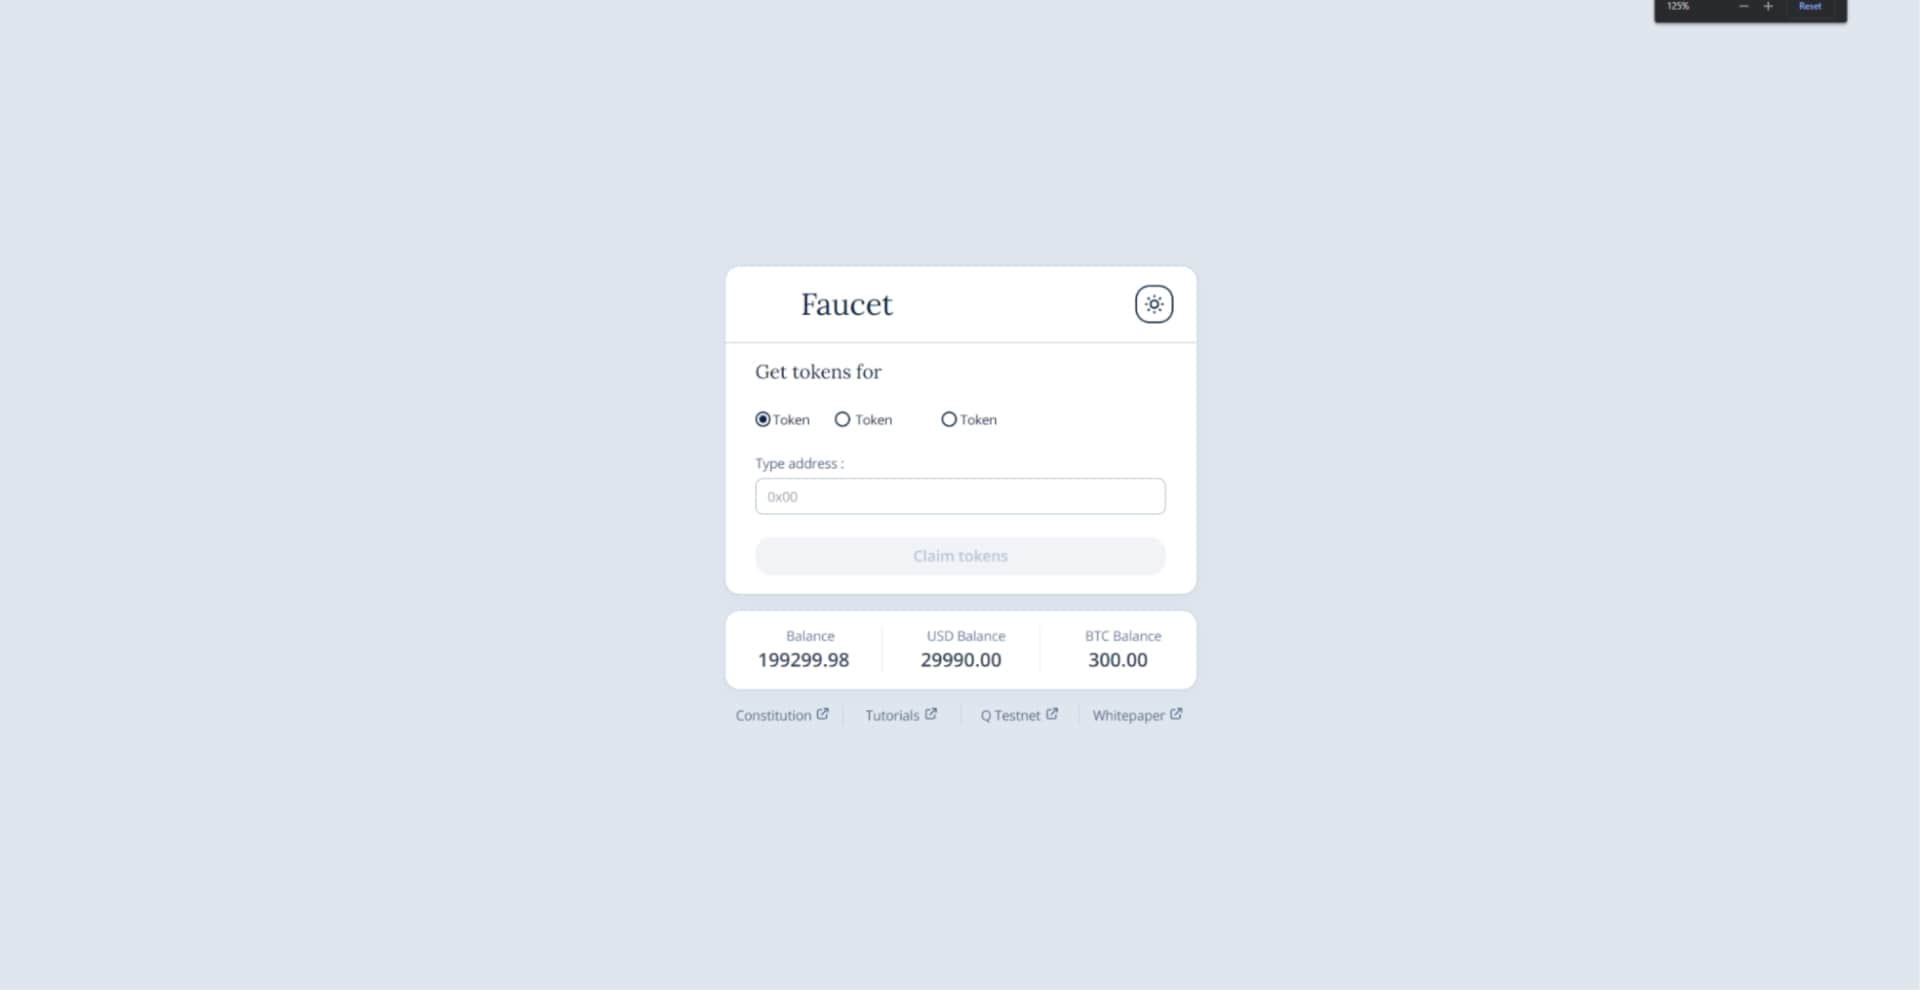 125% − + Reset
Faucet
Get tokens for
Token Token Token
Type address :
0x00
Claim tokens
Balance USD Balance BTC Balance
199299.98 29990.00 300.00
Constitution Tutorials Q Testnet Whitepaper